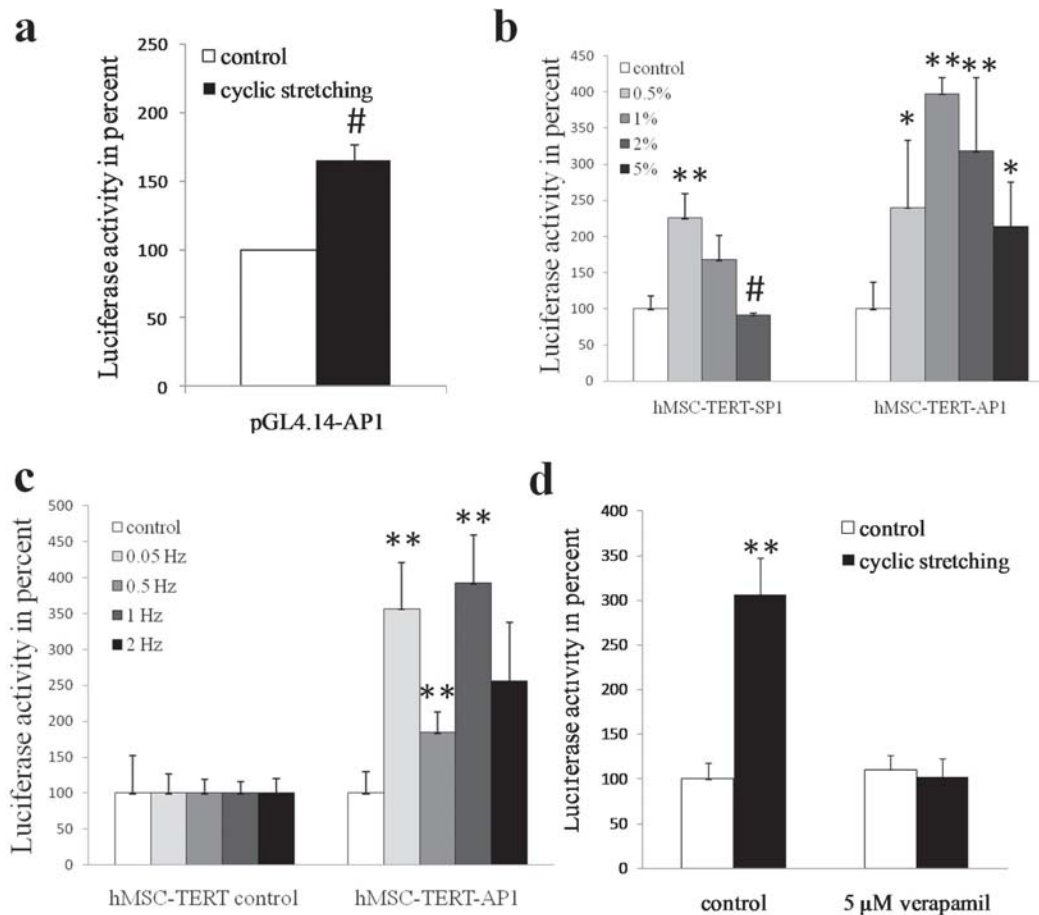 a
Luciferase activity in percent
250
200
150
100
50
0
control
cyclic stretching
#
pGL4.14-AP1
b
Luciferase activity in percent
450
400
350
300
250
200
150
100
50
0
control
0.5%
1%
2%
5%
**
#
*
**
**
*
hMSC-TERT-SP1
hMSC-TERT-AP1
c
Luciferase activity in percent
500
450
400
350
300
250
200
150
100
50
0
control
0.05 Hz
0.5 Hz
1 Hz
2 Hz
**
**
**
hMSC-TERT control
hMSC-TERT-AP1
d
Luciferase activity in percent
400
350
300
250
200
150
100
50
0
control
cyclic stretching
**
control
5 µM verapamil